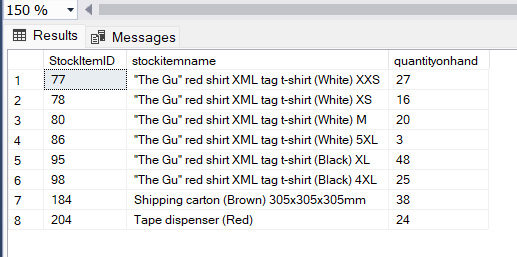 150 %
Results Messages
StockItemID stockitemname quantityonhand
1 77 "The Gu" red shirt XML tag t-shirt (White) XXS 27
2 78 "The Gu" red shirt XML tag t-shirt (White) XS 16
3 80 "The Gu" red shirt XML tag t-shirt (White) M 20
4 86 "The Gu" red shirt XML tag t-shirt (White) 5XL 3
5 95 "The Gu" red shirt XML tag t-shirt (Black) XL 48
6 98 "The Gu" red shirt XML tag t-shirt (Black) 4XL 25
7 184 Shipping carton (Brown) 305x305x305mm 38
8 204 Tape dispenser (Red) 24